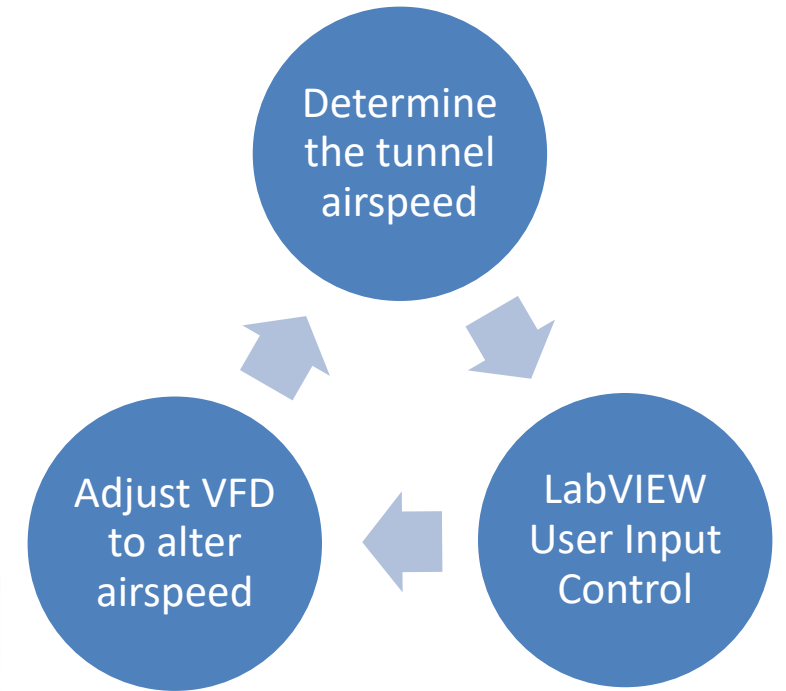 Determine
the tunnel
airspeed
LabVIEW
User Input
Control
Adjust VFD
to alter
airspeed